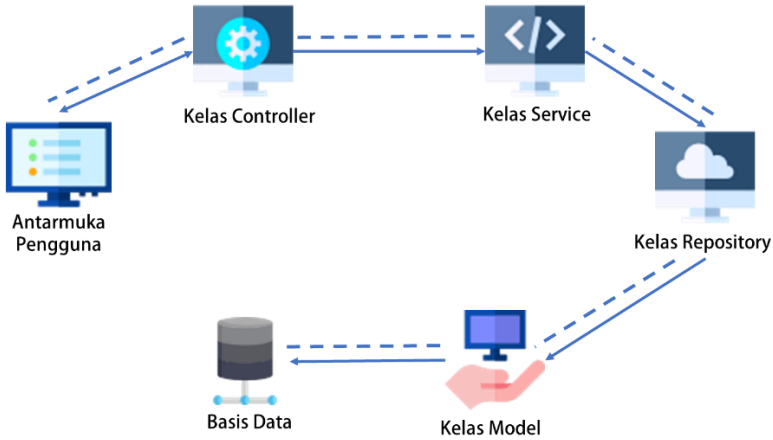 Kelas Controller
Kelas Service
Antarmuka
Pengguna
Kelas Repository
Basis Data
Kelas Model